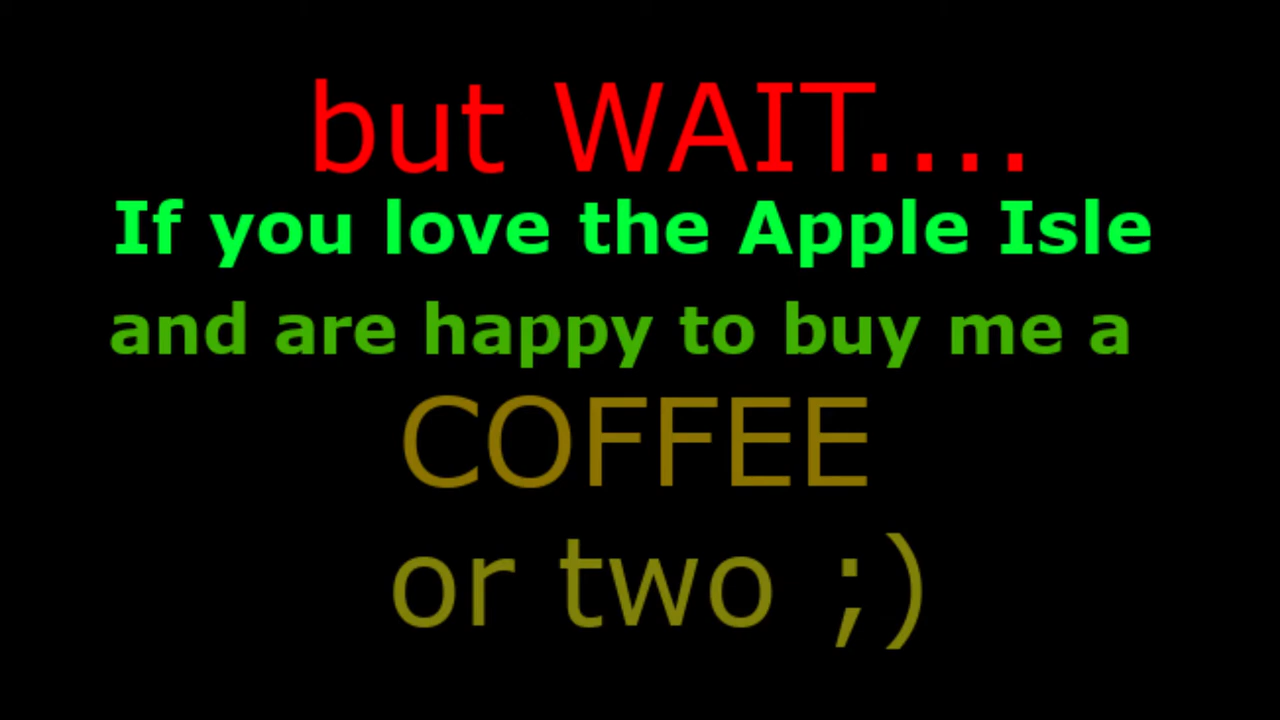 but WAIT....
If you love the Apple Isle
and are happy to buy me a
COFFEE
or two ;)